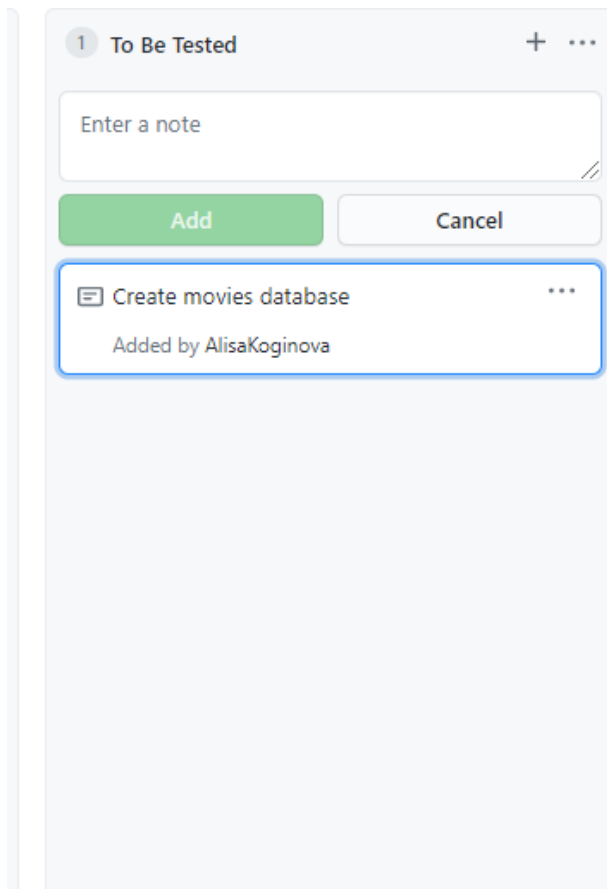 1 To Be Tested
Enter a note
Add Cancel
Create movies database
Added by AlisaKoginova